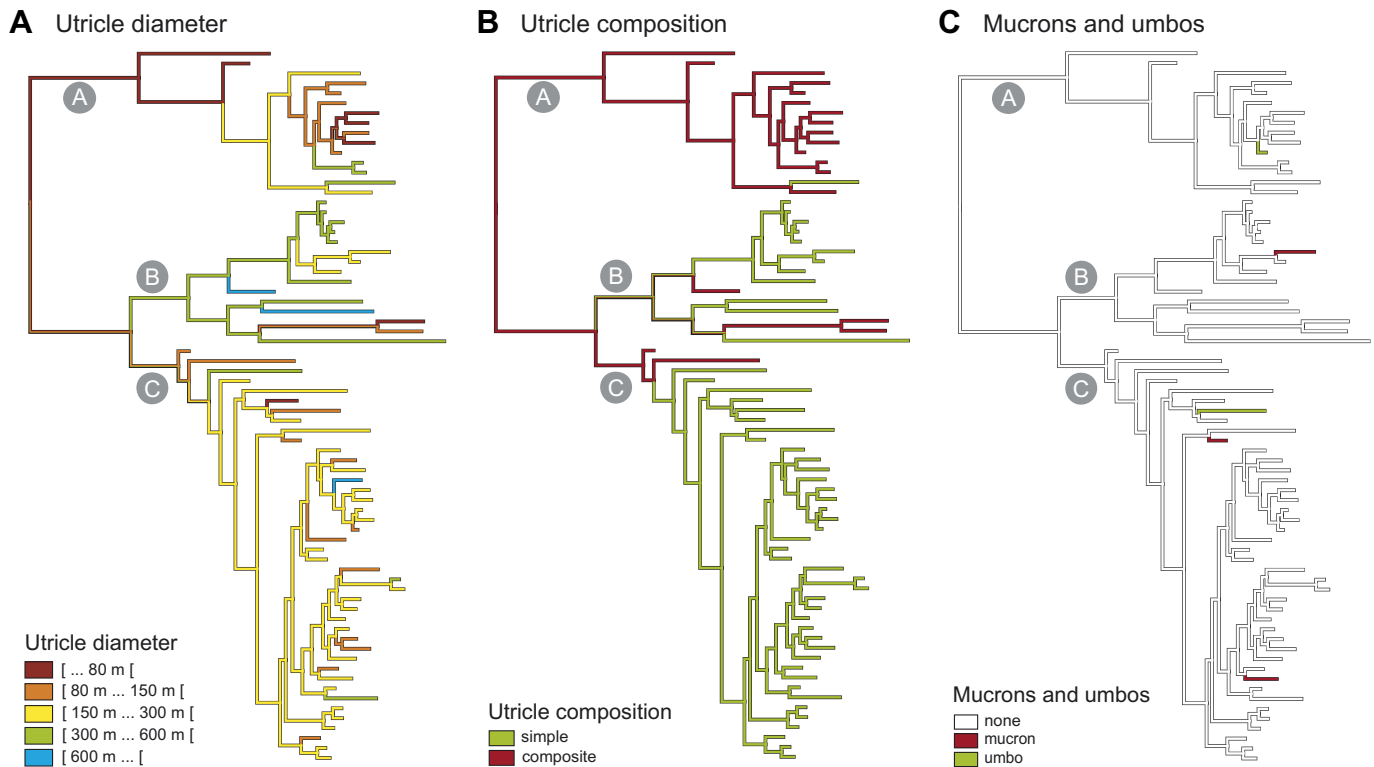 A Utricle diameter
B Utricle composition
C Mucrons and umbos
A
A
A
B
B
B
C
C
C
Utricle diameter
[ ... 80 m [
[ 80 m ... 150 m [
[ 150 m ... 300 m [
[ 300 m ... 600 m [
[ 600 m ... [
Utricle composition
simple
composite
Mucrons and umbos
none
mucron
umbo